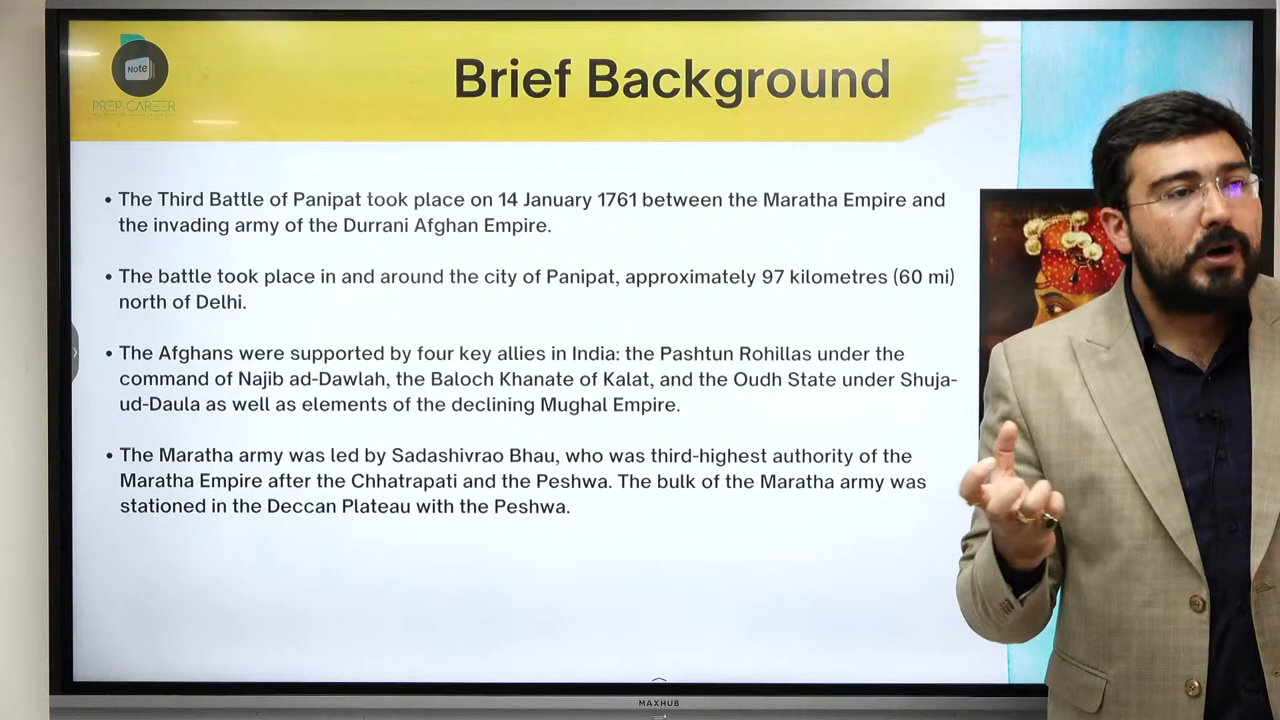 Brief Background
Note
PREP CAREER
• The Third Battle of Panipat took place on 14 January 1761 between the Maratha Empire and
the invading army of the Durrani Afghan Empire.
• The battle took place in and around the city of Panipat, approximately 97 kilometres (60 mi)
north of Delhi.
• The Afghans were supported by four key allies in India: the Pashtun Rohillas under the
command of Najib ad-Dawlah, the Baloch Khanate of Kalat, and the Oudh State under Shuja-
ud-Daula as well as elements of the declining Mughal Empire.
• The Maratha army was led by Sadashivrao Bhau, who was third-highest authority of the
Maratha Empire after the Chhatrapati and the Peshwa. The bulk of the Maratha army was
stationed in the Deccan Plateau with the Peshwa.
MAXHUB